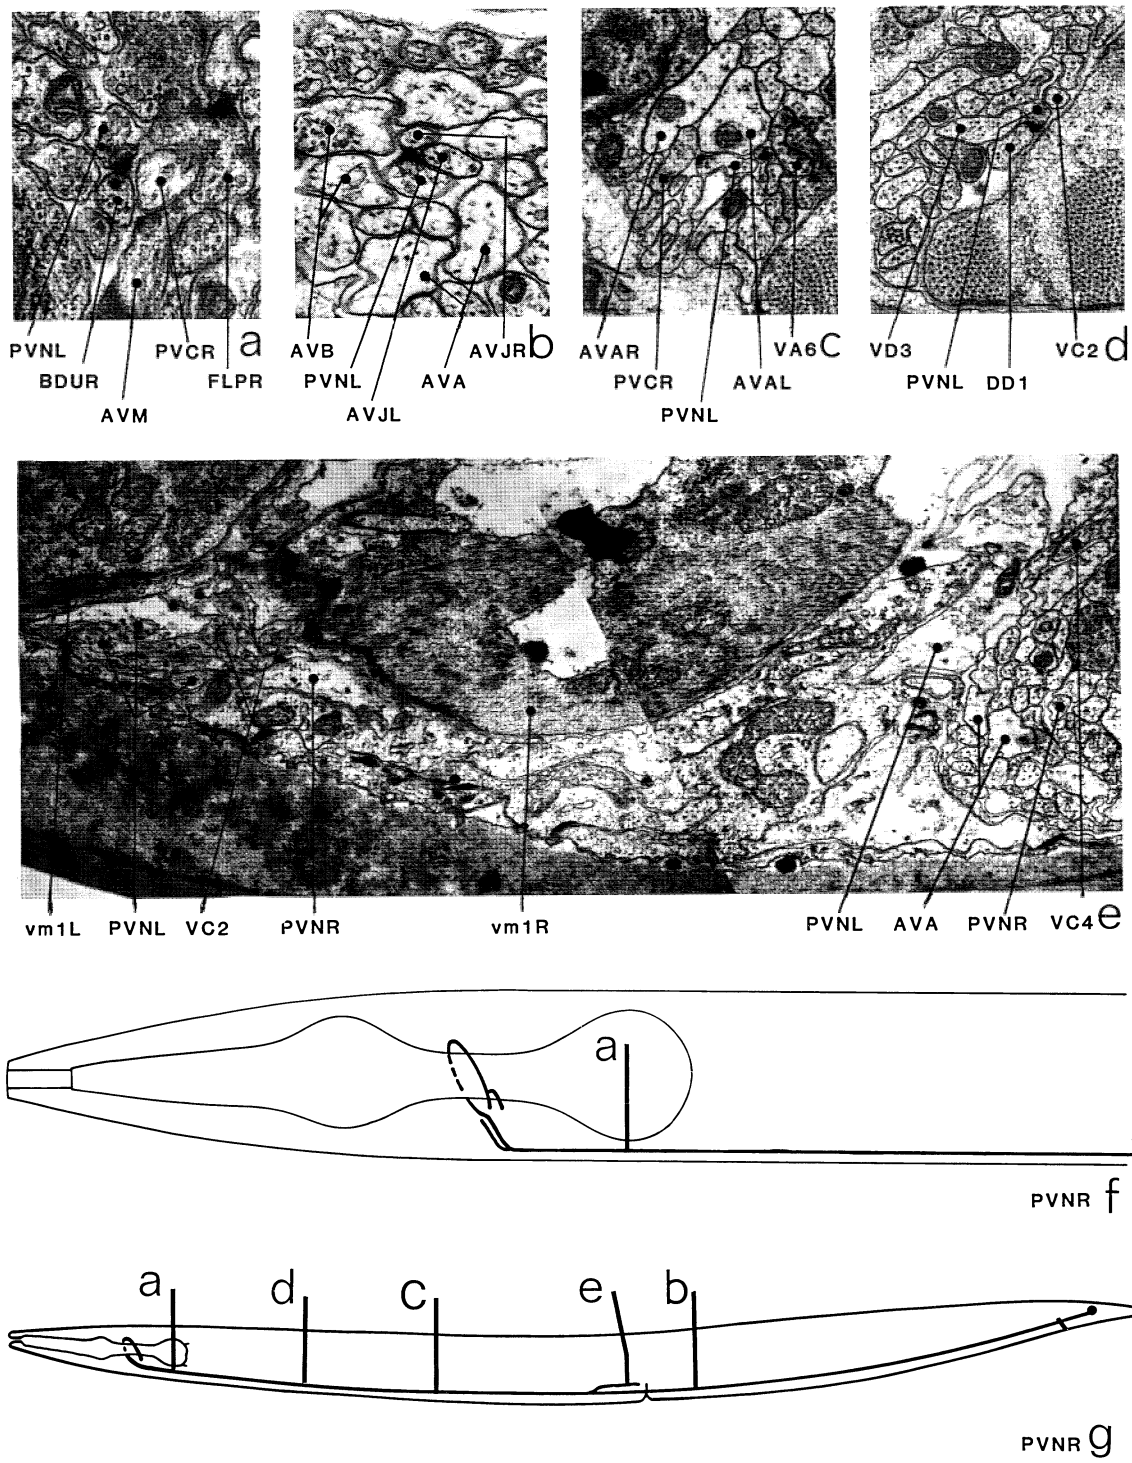 PVNL PVCR a
BDUR FLPR
AVM
AVB AVJR b
PVNL AVA
AVJL
AVAR VA6 c
PVCR AVAL
PVNL
VD3 VC2 d
PVNL DD1
vm1L PVNL VC2 PVNR vm1R PVNL AVA PVNR VC4 e
a
PVNR f
a d c e b
PVNR g